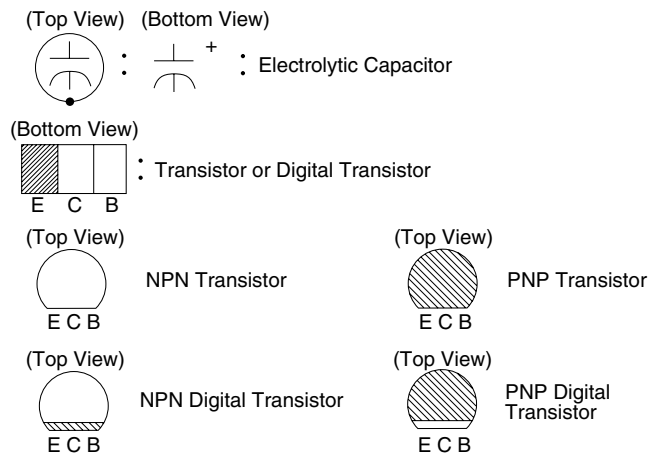 (Top View) (Bottom View)
+
: : Electrolytic Capacitor
(Bottom View)
: Transistor or Digital Transistor
E C B
(Top View) (Top View)
NPN Transistor PNP Transistor
E C B E C B
(Top View) (Top View)
NPN Digital Transistor PNP Digital
Transistor
E C B E C B